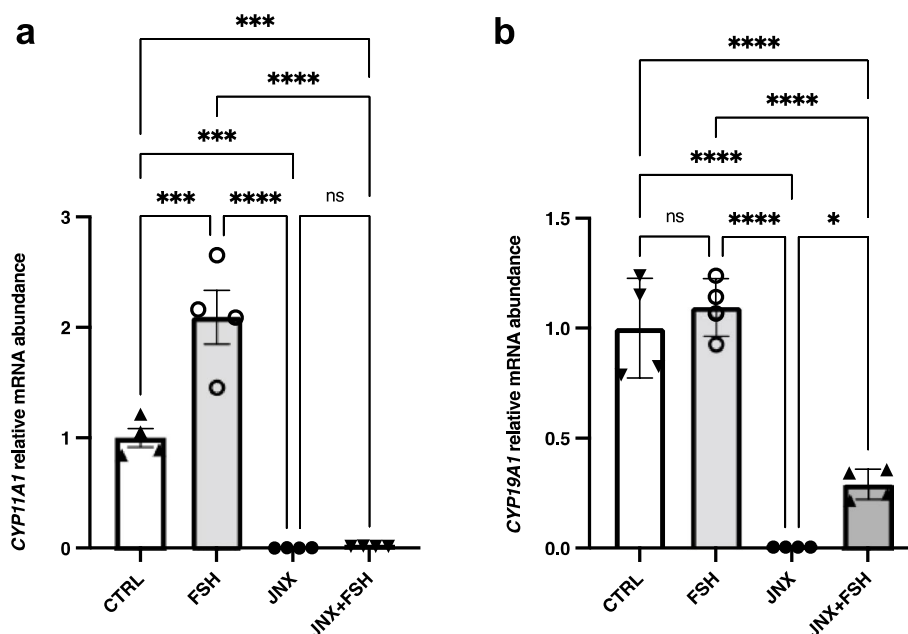 a
***
****
***
***
****
ns
CYP11A1 relative mRNA abundance
3
2
1
0
CTRL
FSH
JNX
JNX+FSH
b
****
****
****
ns
****
*
CYP19A1 relative mRNA abundance
1.5
1.0
0.5
0.0
CTRL
FSH
JNX
JNX+FSH